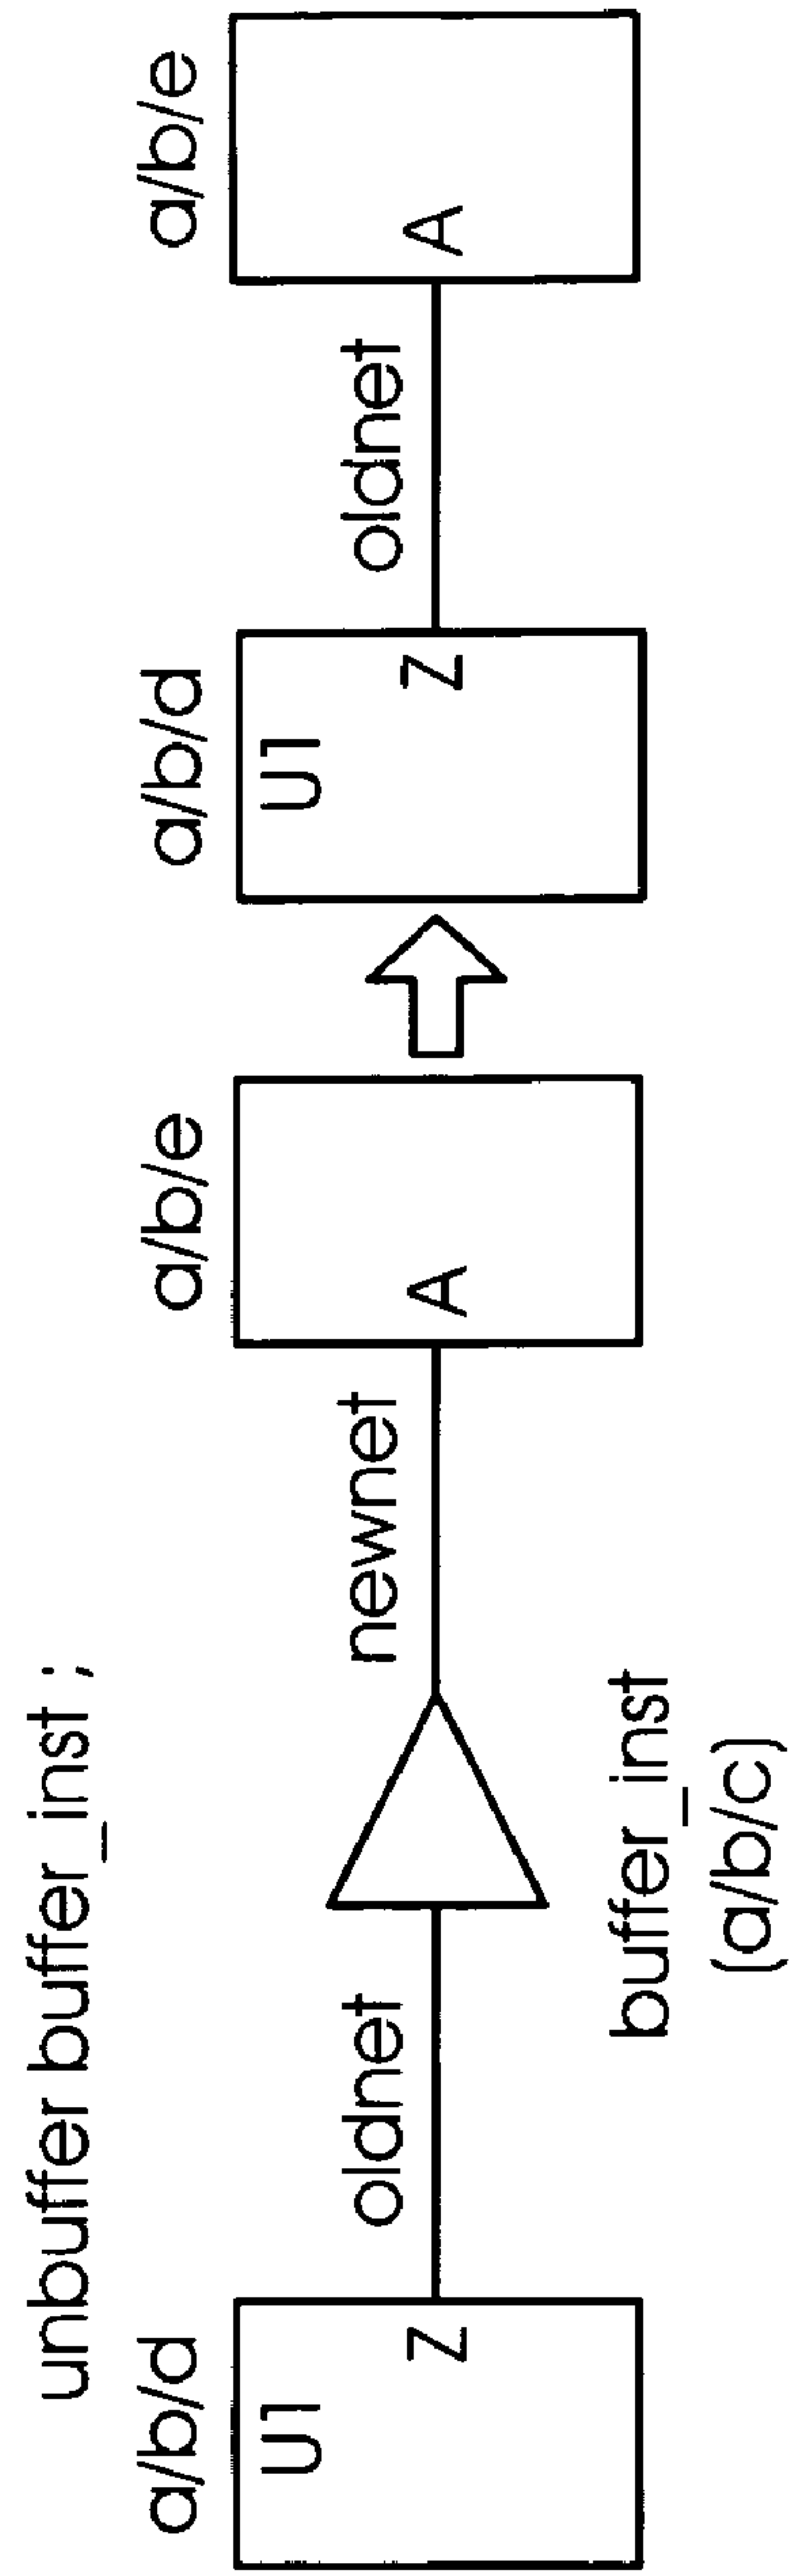 unbuffer buffer_inst ;
a/b/d
U1
Z
oldnet
buffer_inst
(a/b/c)
newnet
a/b/e
A
a/b/d
U1
Z
oldnet
a/b/e
A